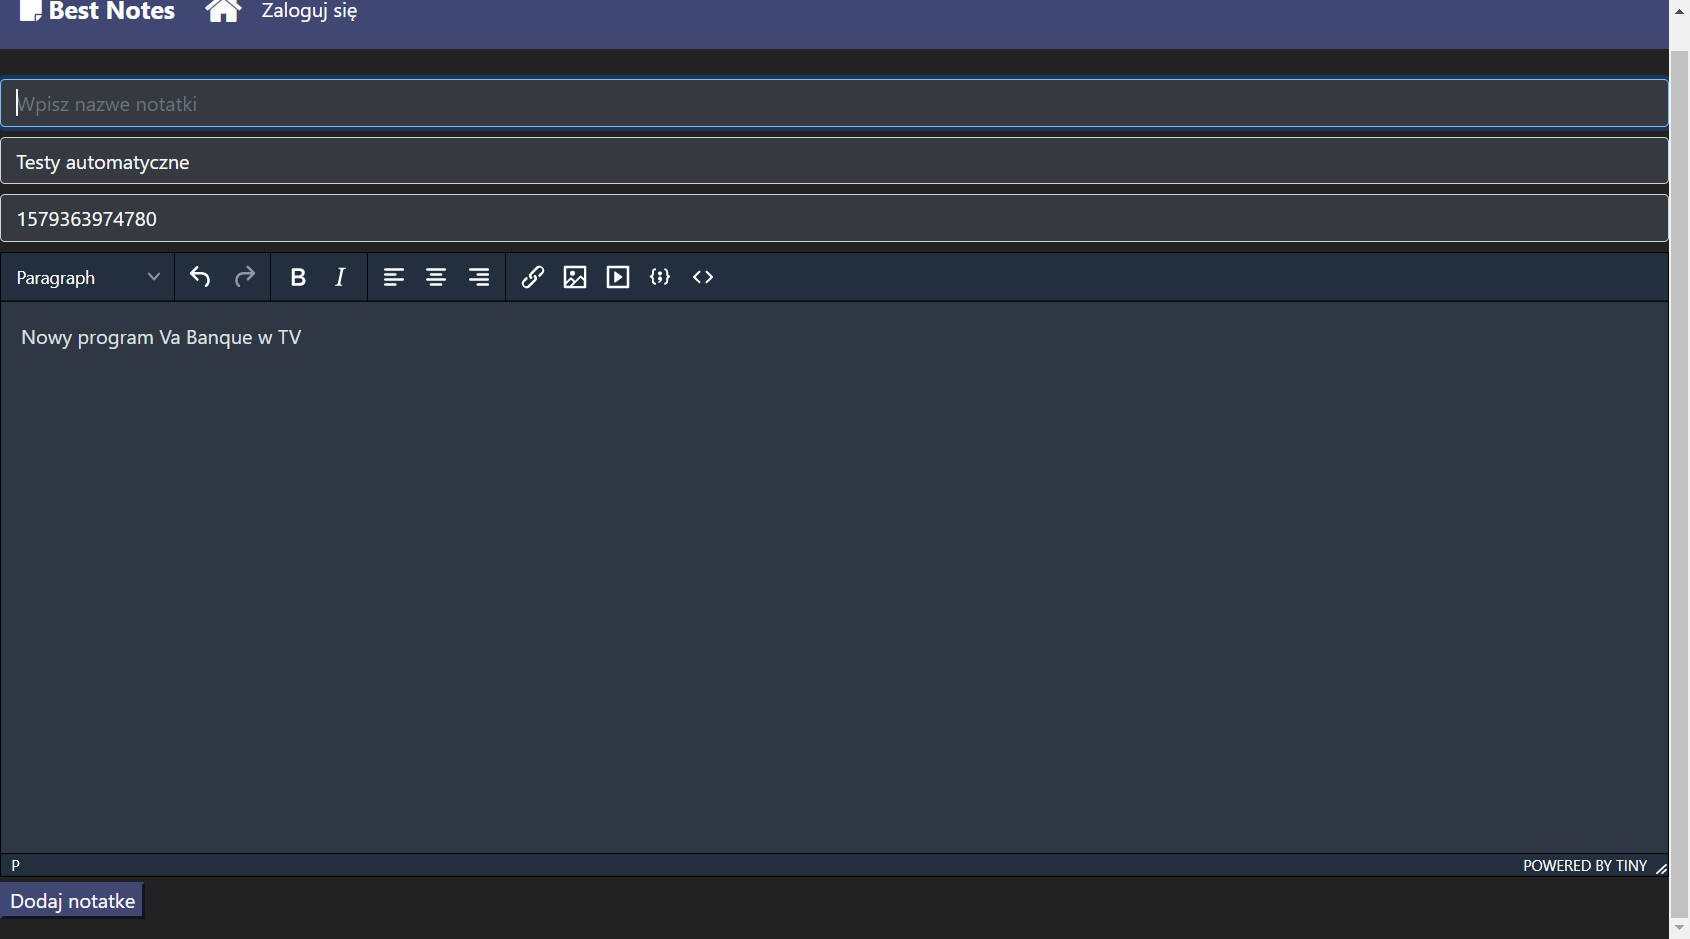 Best Notes Zaloguj się
Wpisz nazwe notatki
Testy automatyczne
1579363974780
Paragraph B I
Nowy program Va Banque w TV
P POWERED BY TINY
Dodaj notatke